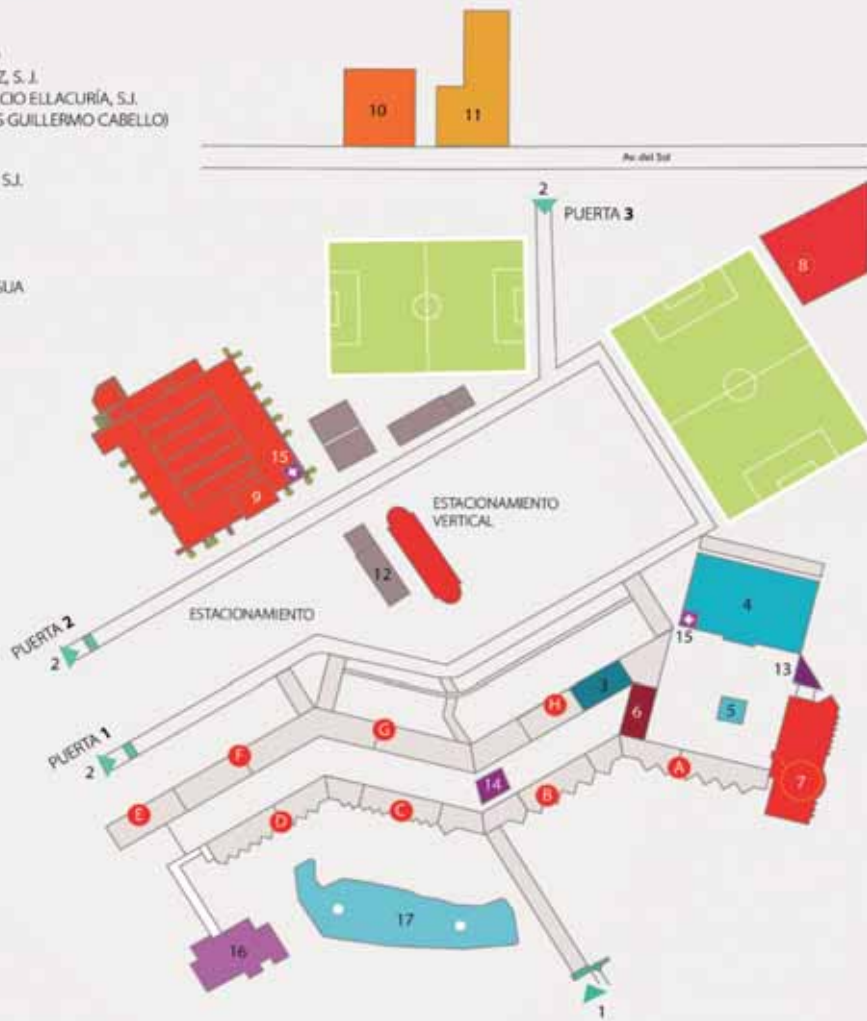 Z, S. J.
CIO ELLACURÍA, S.J.
S GUILLERMO CABELLO)
S.J.
GUA
10
11
Av. del Sol
2
PUERTA 3
8
15
9
ESTACIONAMIENTO
VERTICAL
12
ESTACIONAMIENTO
PUERTA 2
2
4
15
13
3
5
H
6
G
PUERTA 1
2
F
A
7
14
B
E
D
C
17
16
1